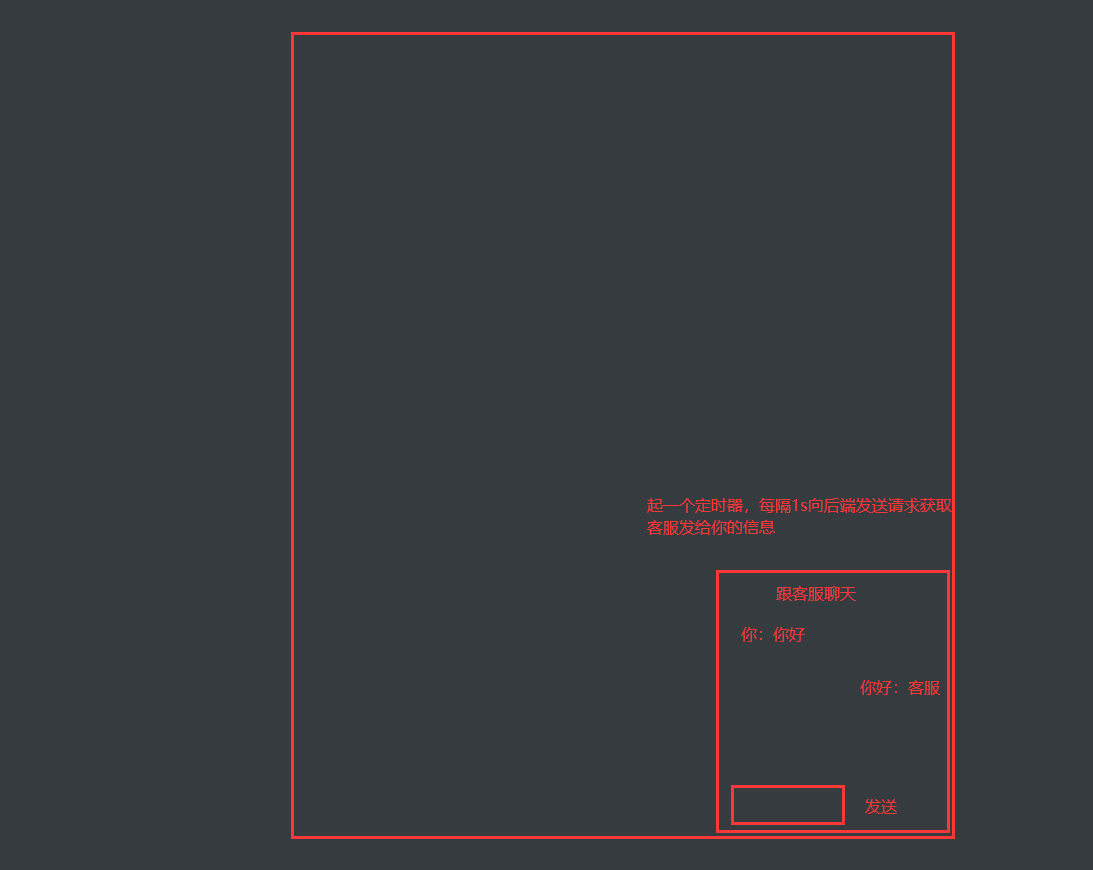 起一个定时器，每隔1s向后端发送请求获取
客服发给你的信息
跟客服聊天
你：你好
你好：客服
发送